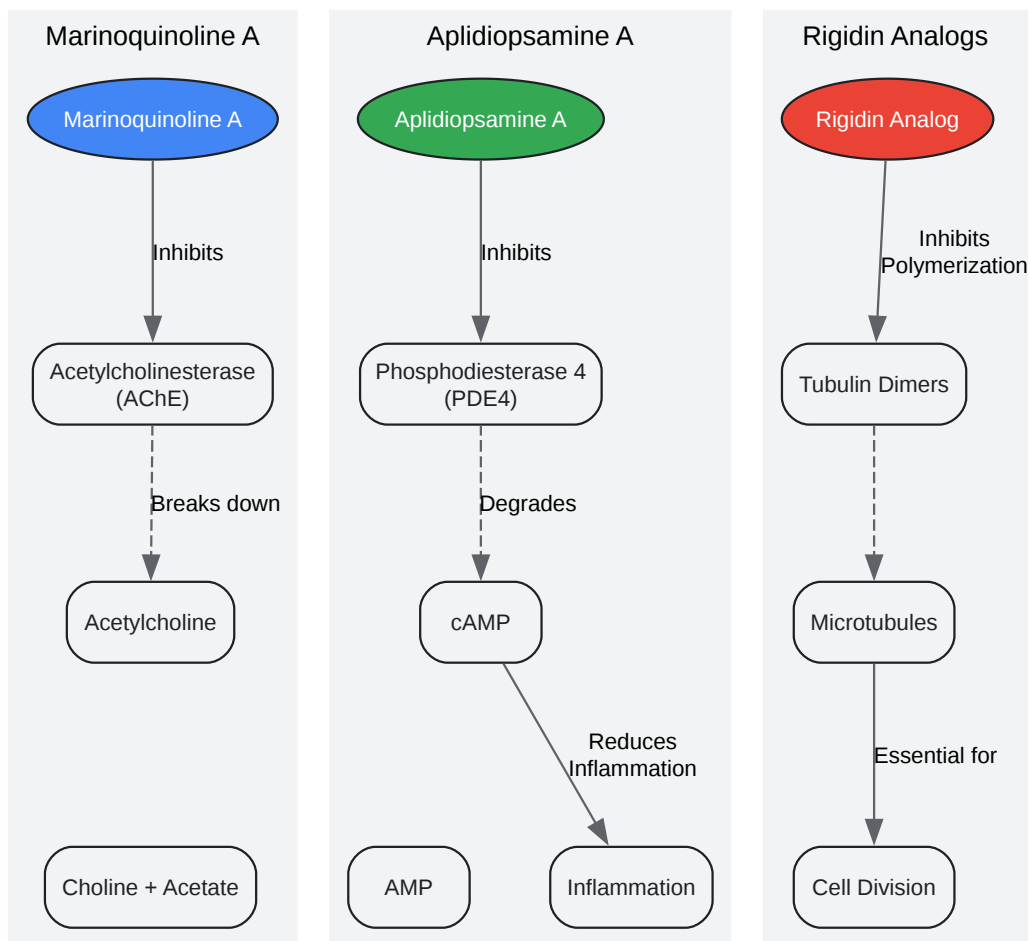 Marinoquinoline A
Marinoquinoline A
Inhibits
Acetylcholinesterase
(AChE)
Breaks down
Acetylcholine
Choline + Acetate
Aplidiopsamine A
Aplidiopsamine A
Inhibits
Phosphodiesterase 4
(PDE4)
Degrades
cAMP
Reduces
Inflammation
AMP
Inflammation
Rigidin Analogs
Rigidin Analog
Inhibits
Polymerization
Tubulin Dimers
Microtubules
Essential for
Cell Division